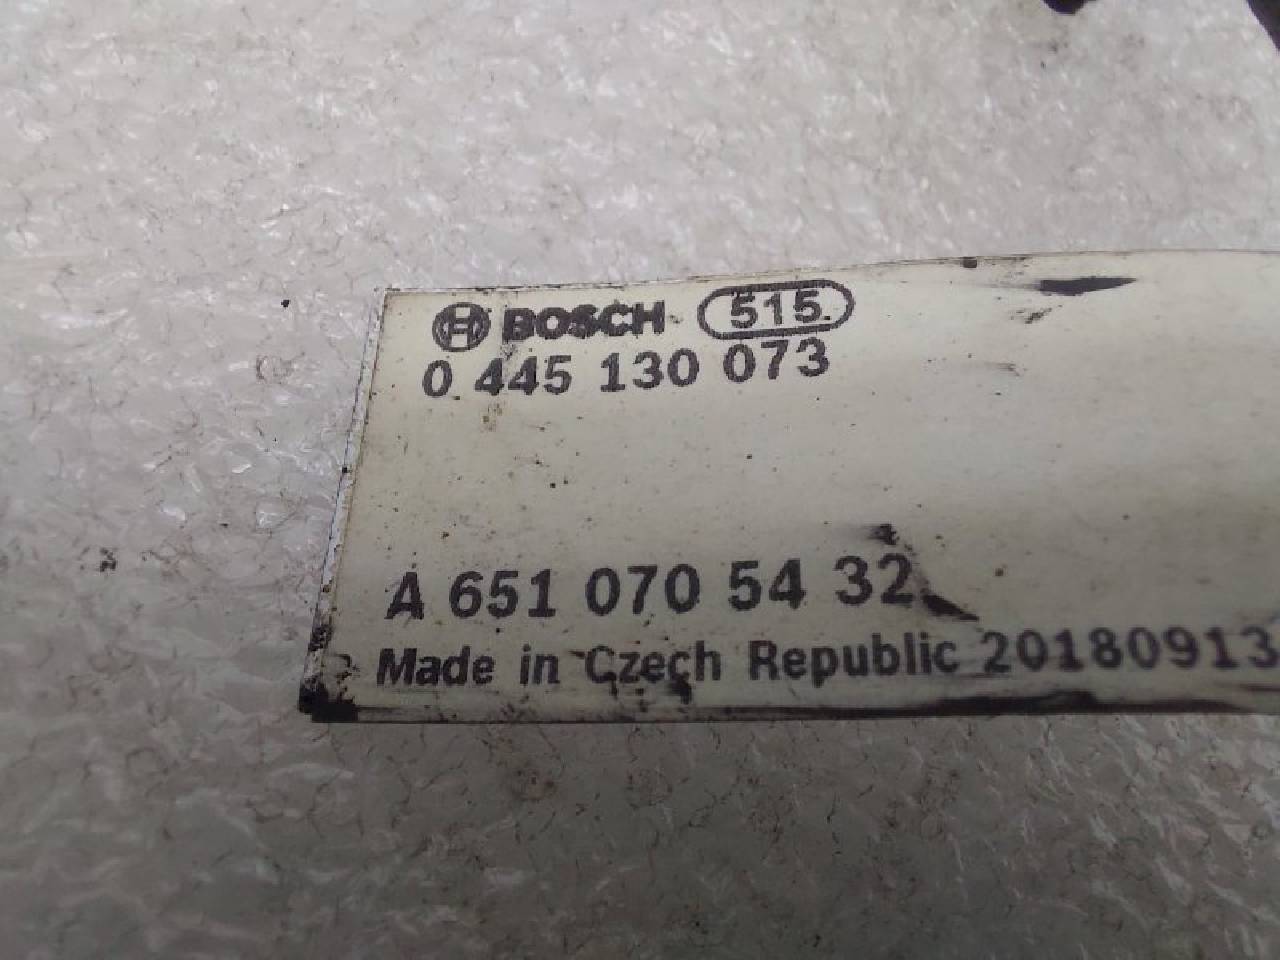 BOSCH 515.
0 445 130 073
A 651 070 54 32
Made in Czech Republic 20180913